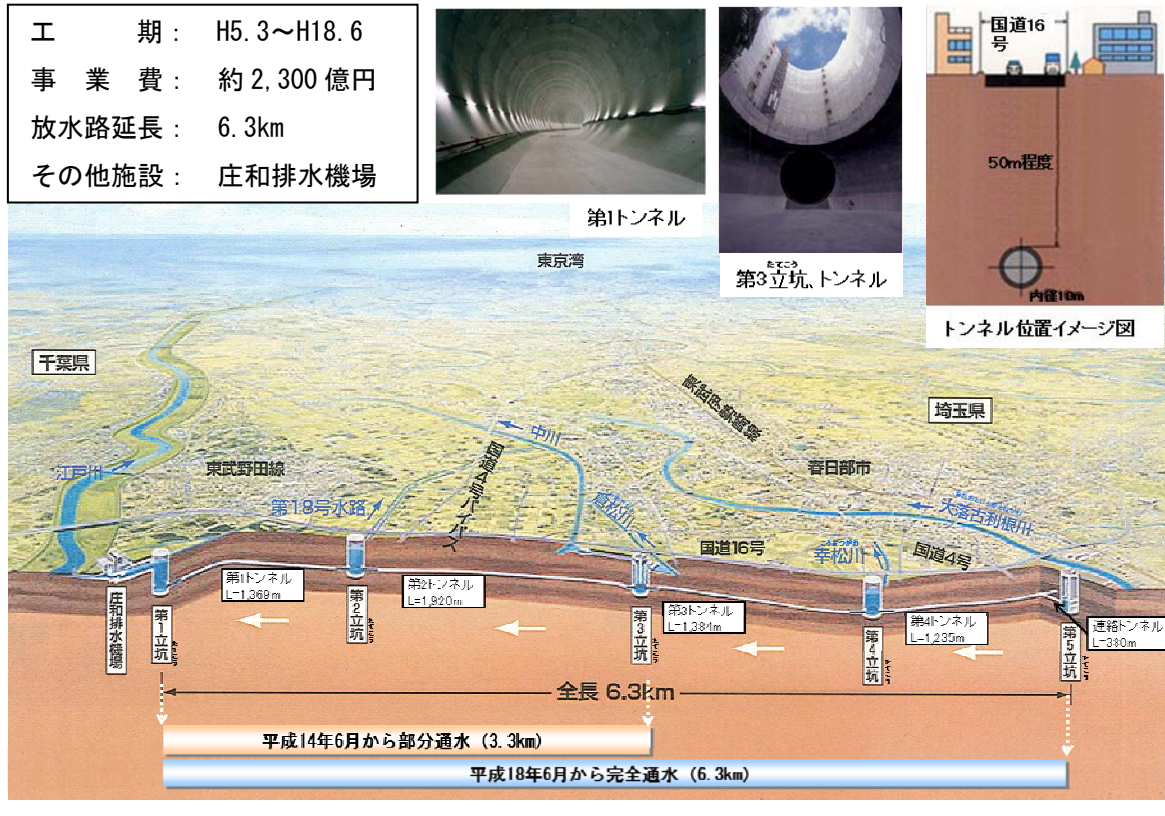 工　　　期： H5.3～H18.6
事　業　費： 約2,300億円
放水路延長： 6.3km
その他施設： 庄和排水機場
第1トンネル
たてこう
第3立坑、トンネル
国道16
号
50m程度
内径10m
トンネル位置イメージ図
東京湾
千葉県
埼玉県
江戸川
東武野田線
第18号水路
国道4号バイパス
中川
倉松川
春日部市
大落古利根川
国道16号
幸松川
国道4号
庄和排水機場
第1立坑
第1トンネル
L=1,369m
第2立坑
第2トンネル
L=1,920m
第3立坑
第3トンネル
L=1,384m
第4立坑
第4トンネル
L=1,235m
第5立坑
連絡トンネル
L=380m
全長 6.3km
平成14年6月から部分通水（3.3km）
平成18年6月から完全通水（6.3km）